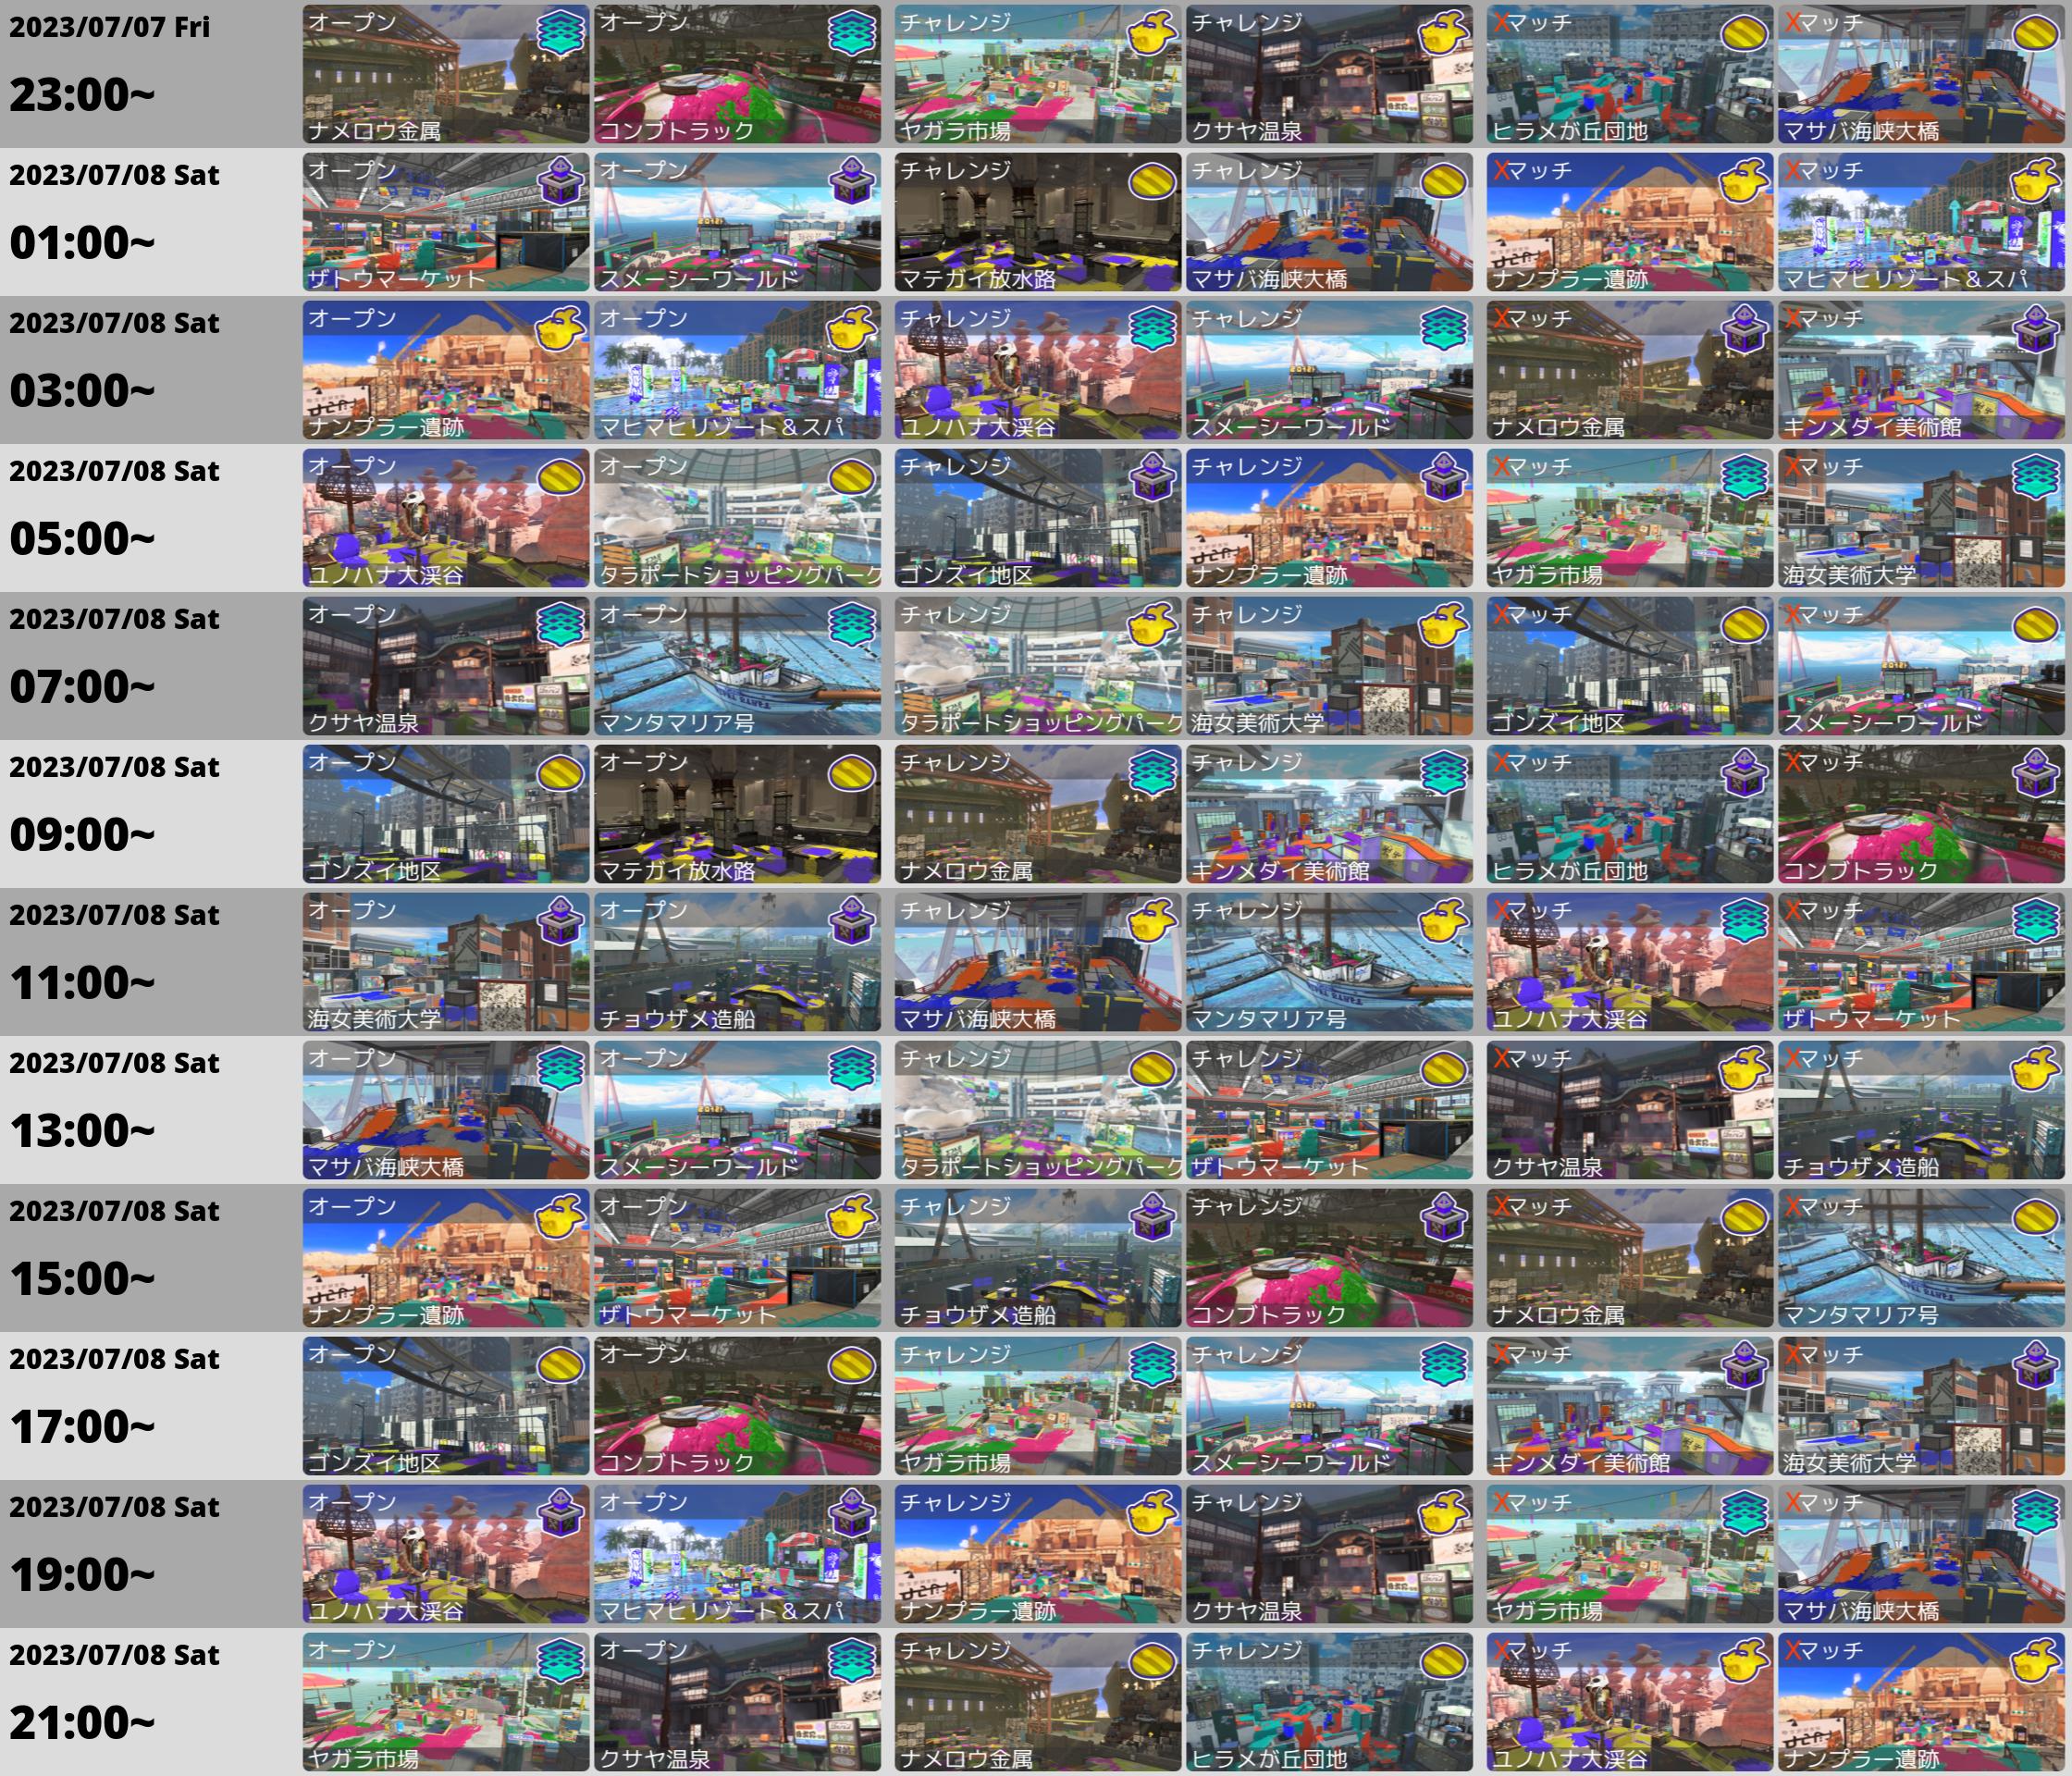 2023/07/07 Fri
23:00~
オープン オープン チャレンジ チャレンジ Xマッチ Xマッチ
ナメロウ金属 コンブトラック ヤガラ市場 クサヤ温泉 ヒラメが丘団地 マサバ海峡大橋
2023/07/08 Sat
01:00~
オープン オープン チャレンジ チャレンジ Xマッチ Xマッチ
ザトウマーケット スメーシーワールド マテガイ放水路 マサバ海峡大橋 ナンプラー遺跡 マヒマヒリゾート＆スパ
2023/07/08 Sat
03:00~
オープン オープン チャレンジ チャレンジ Xマッチ Xマッチ
ナンプラー遺跡 マヒマヒリゾート＆スパ ユノハナ大渓谷 スメーシーワールド ナメロウ金属 キンメダイ美術館
2023/07/08 Sat
05:00~
オープン オープン チャレンジ チャレンジ Xマッチ Xマッチ
ユノハナ大渓谷 タラポートショッピングパーク ゴンズイ地区 ナンプラー遺跡 ヤガラ市場 海女美術大学
2023/07/08 Sat
07:00~
オープン オープン チャレンジ チャレンジ Xマッチ Xマッチ
クサヤ温泉 マンタマリア号 タラポートショッピングパーク 海女美術大学 ゴンズイ地区 スメーシーワールド
2023/07/08 Sat
09:00~
オープン オープン チャレンジ チャレンジ Xマッチ Xマッチ
ゴンズイ地区 マテガイ放水路 ナメロウ金属 キンメダイ美術館 ヒラメが丘団地 コンブトラック
2023/07/08 Sat
11:00~
オープン オープン チャレンジ チャレンジ Xマッチ Xマッチ
海女美術大学 チョウザメ造船 マサバ海峡大橋 マンタマリア号 ユノハナ大渓谷 ザトウマーケット
2023/07/08 Sat
13:00~
オープン オープン チャレンジ チャレンジ Xマッチ Xマッチ
マサバ海峡大橋 スメーシーワールド タラポートショッピングパーク ザトウマーケット クサヤ温泉 チョウザメ造船
2023/07/08 Sat
15:00~
オープン オープン チャレンジ チャレンジ Xマッチ Xマッチ
ナンプラー遺跡 ザトウマーケット チョウザメ造船 コンブトラック ナメロウ金属 マンタマリア号
2023/07/08 Sat
17:00~
オープン オープン チャレンジ チャレンジ Xマッチ Xマッチ
ゴンズイ地区 コンブトラック ヤガラ市場 スメーシーワールド キンメダイ美術館 海女美術大学
2023/07/08 Sat
19:00~
オープン オープン チャレンジ チャレンジ Xマッチ Xマッチ
ユノハナ大渓谷 マヒマヒリゾート＆スパ ナンプラー遺跡 クサヤ温泉 ヤガラ市場 マサバ海峡大橋
2023/07/08 Sat
21:00~
オープン オープン チャレンジ チャレンジ Xマッチ Xマッチ
ヤガラ市場 クサヤ温泉 ナメロウ金属 ヒラメが丘団地 ユノハナ大渓谷 ナンプラー遺跡